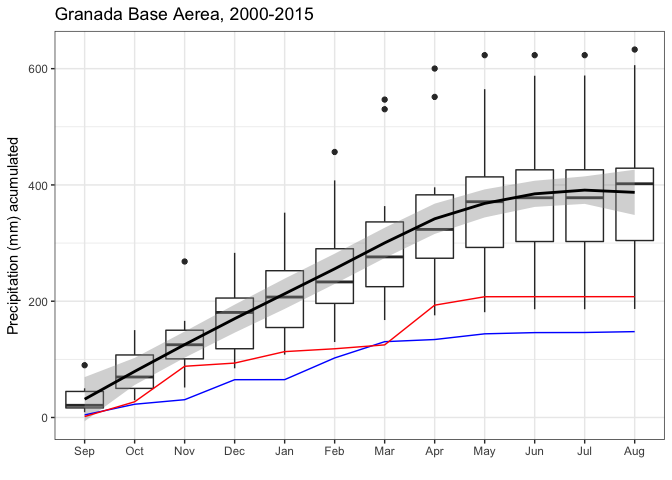 Granada Base Aerea, 2000-2015
Precipitation (mm) acumulated
600
400
200
0
Sep Oct Nov Dec Jan Feb Mar Apr May Jun Jul Aug